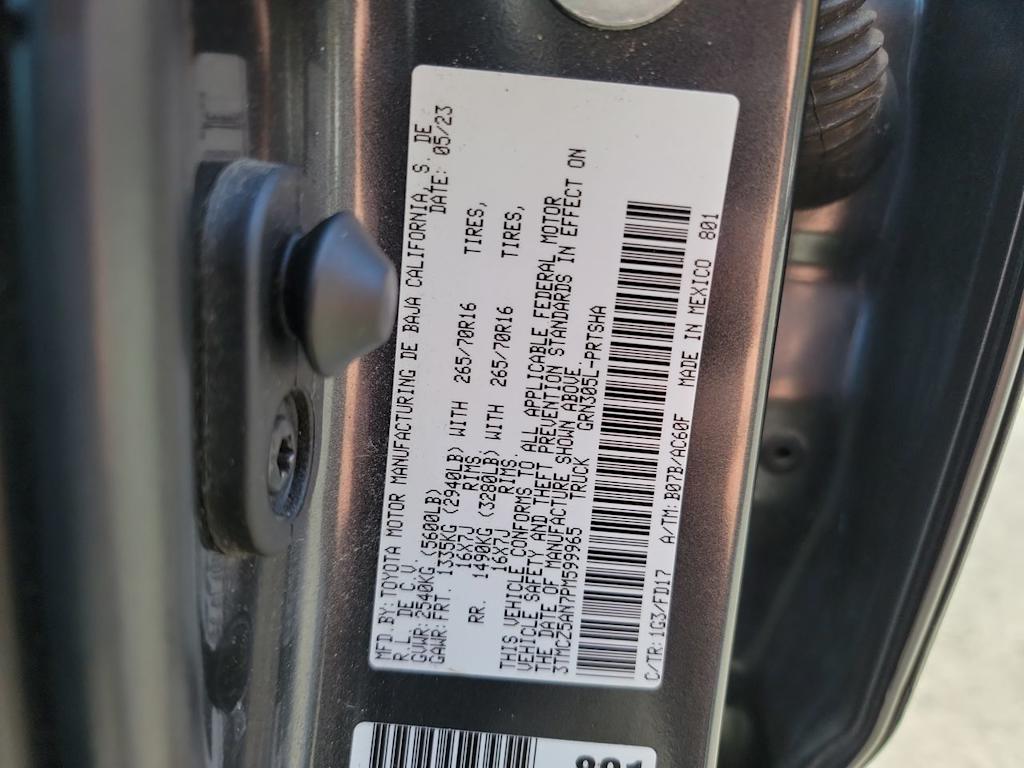 MFD.BY:TOYOTA MOTOR MANUFACTURING DE BAJA CALIFORNIA, S. DE
R.L. DE C.V. DATE: 05/23
GVWR:2540KG (5600LB)
GAWR:FRT. 1335KG (2940LB) WITH 265/70R16 TIRES,
16X7J RIMS
RR. 1490KG (3280LB) WITH 265/70R16 TIRES,
16X7J RIMS.
THIS VEHICLE CONFORMS TO ALL APPLICABLE FEDERAL MOTOR
VEHICLE SAFETY AND THEFT PREVENTION STANDARDS IN EFFECT ON
THE DATE OF MANUFACTURE SHOWN ABOVE.
3TMCZ5AN7PM599965 TRUCK GRN305L-PRTSHA
C/TR:1G3/FD17 A/TM:B07B/AC60F MADE IN MEXICO 801